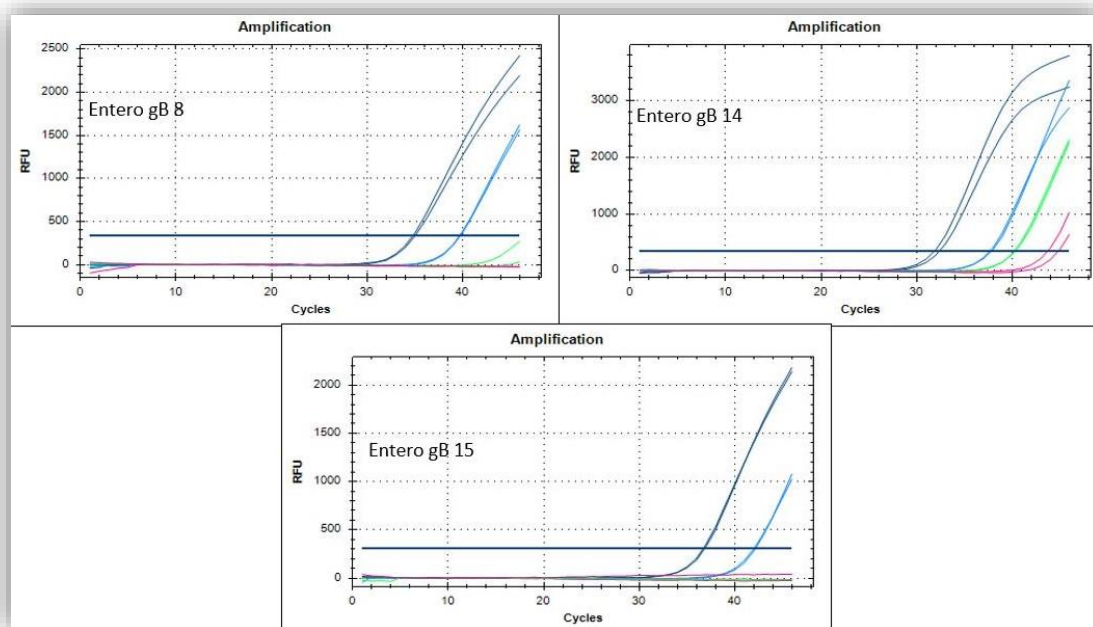 Amplification
2500
2000
1500
1000
500
0
RFU
Entero gB 8
0 10 20 30 40
Cycles
Amplification
3000
2000
1000
0
RFU
Entero gB 14
0 10 20 30 40
Cycles
Amplification
2000
1500
1000
500
0
RFU
Entero gB 15
0 10 20 30 40
Cycles